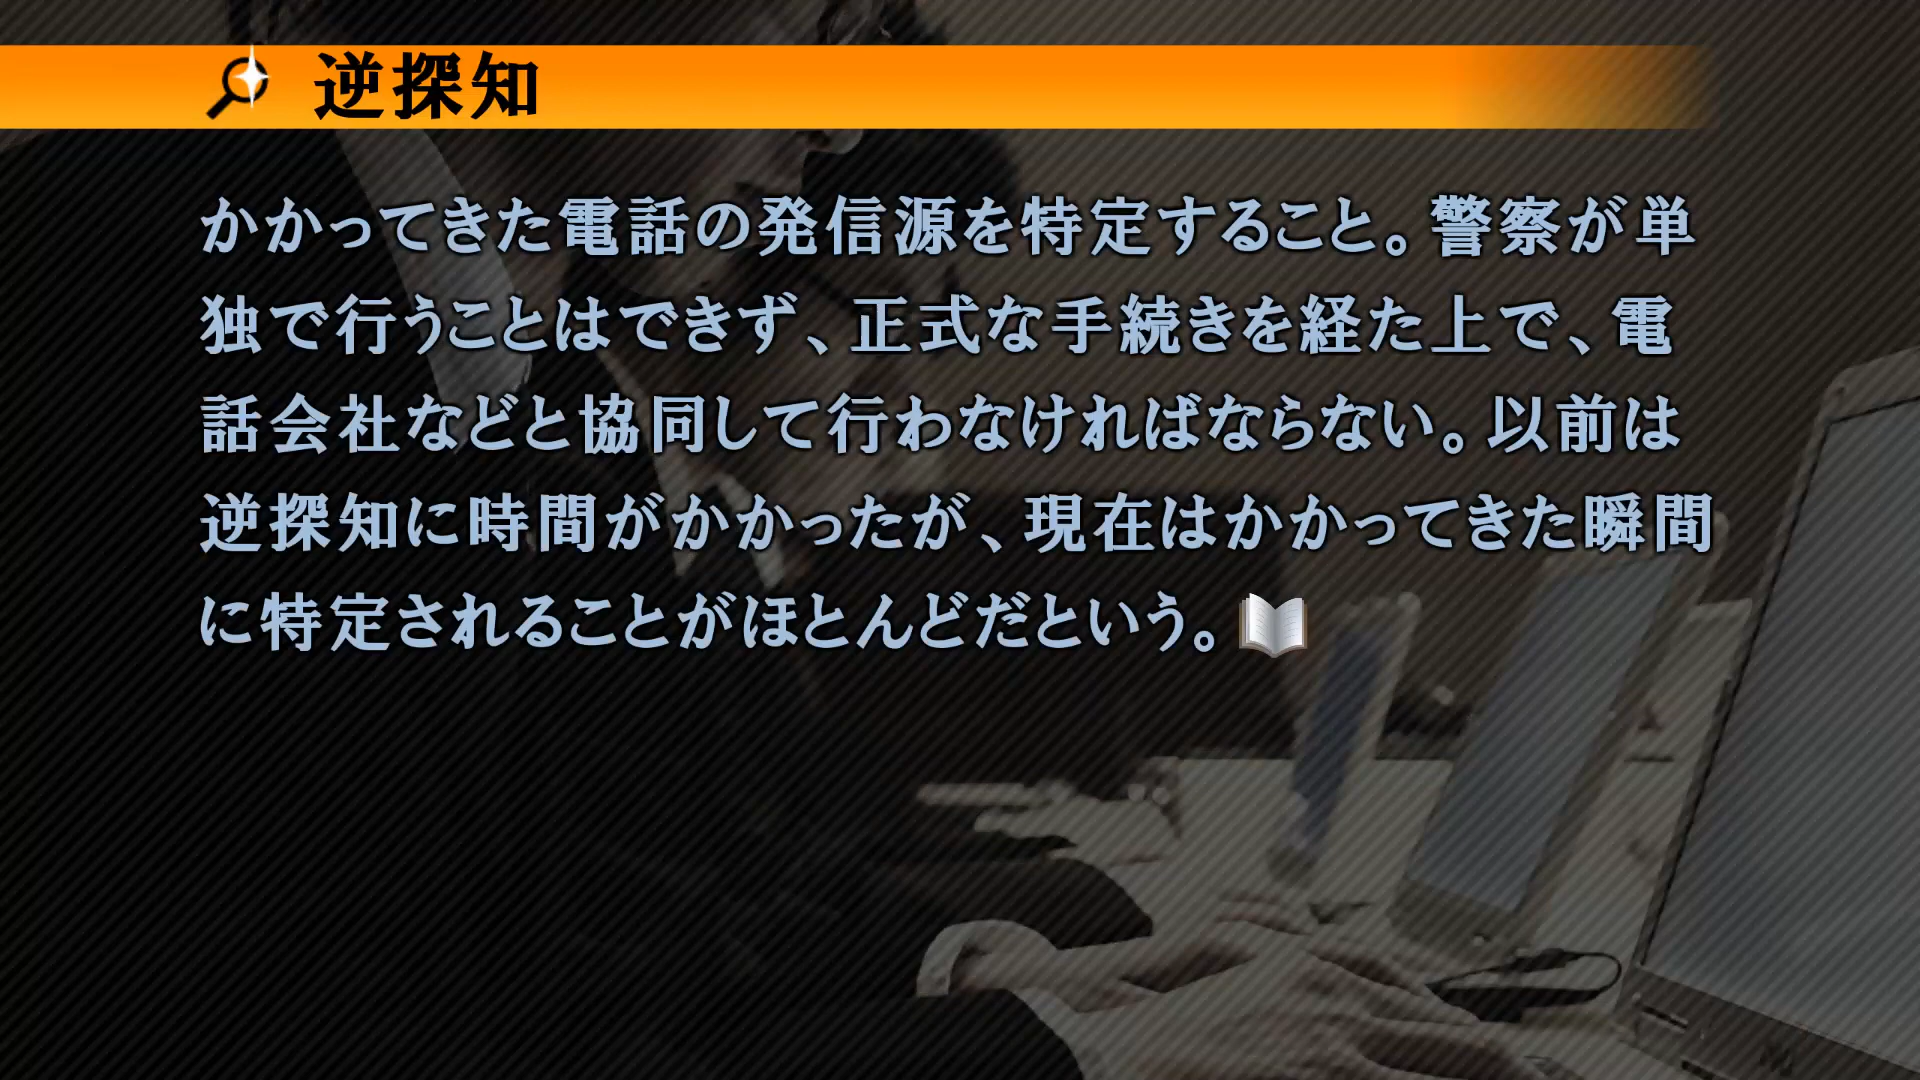 逆探知
かかってきた電話の発信源を特定すること。警察が単
独で行うことはできず、正式な手続きを経た上で、電
話会社などと協同して行わなければならない。以前は
逆探知に時間がかかったが、現在はかかってきた瞬間
に特定されることがほとんどだという。